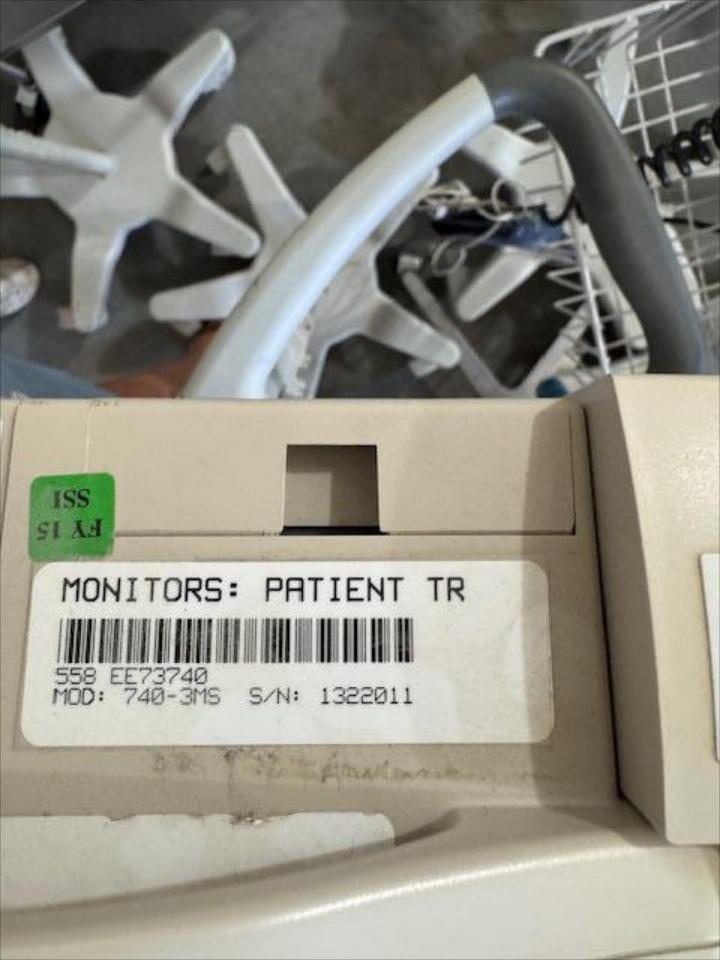 FY 15
SSI
MONITORS: PATIENT TR
558 EE73740
MOD: 740-3MS S/N: 1322011